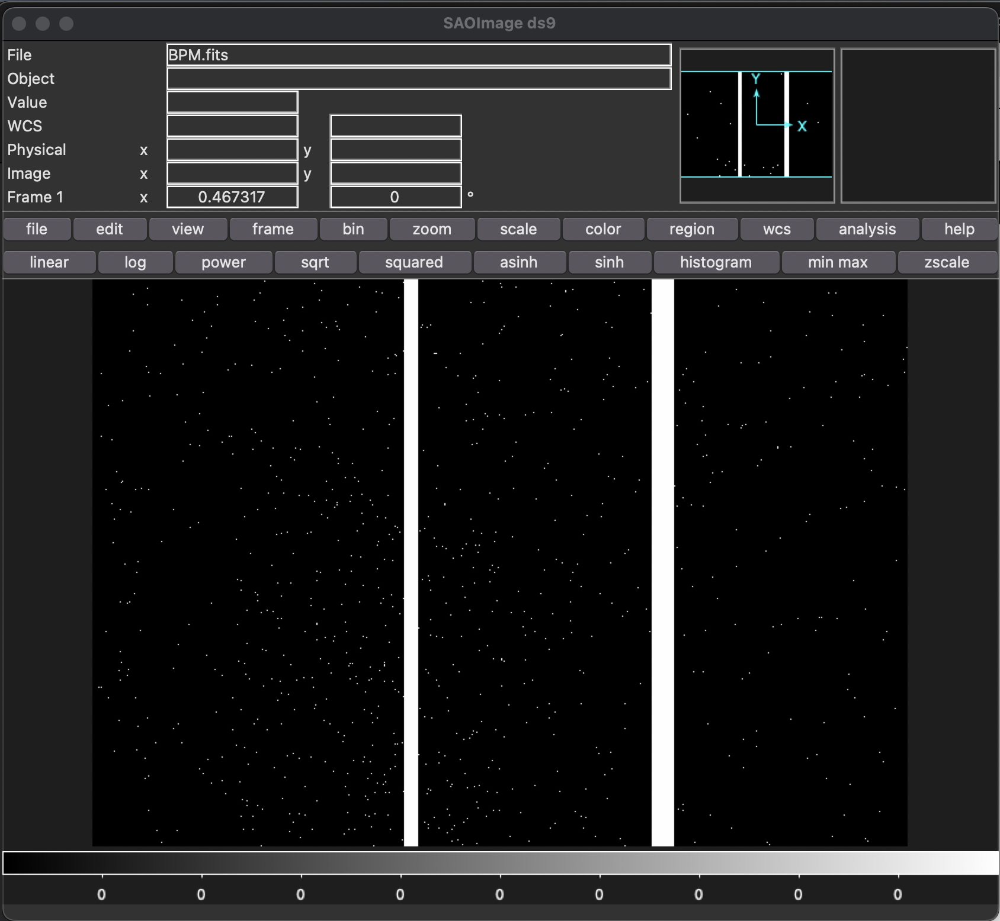 SAOImage ds9
File BPM.fits
Object
Value
WCS
Physical x y
Image x y
Frame 1 x 0.467317 0 °
Y
X
file edit view frame bin zoom scale color region wcs analysis help
linear log power sqrt squared asinh sinh histogram min max zscale
0 0 0 0 0 0 0 0 0